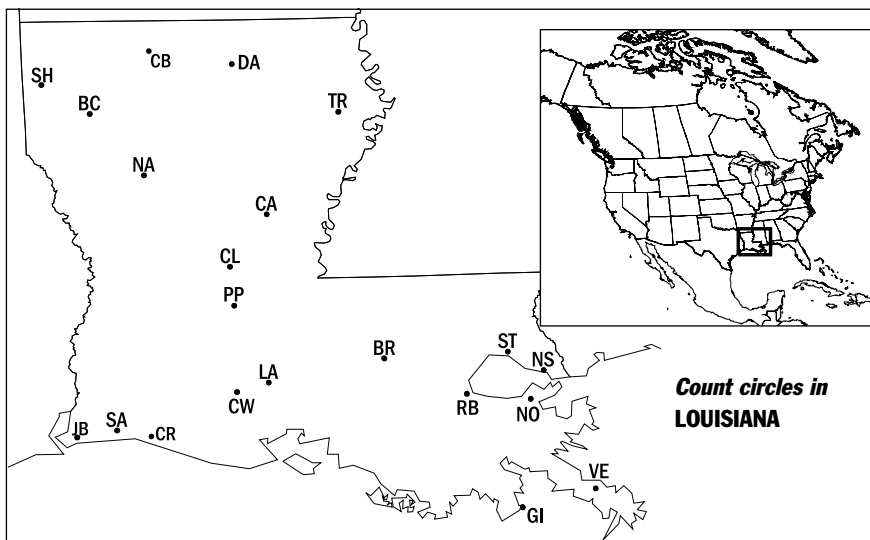 CB
DA
SH
BC
TR
NA
CA
CL
PP
BR
ST
NS
LA
CW
RB
NO
JB
SA
CR
VE
GI
Count circles in
LOUISIANA